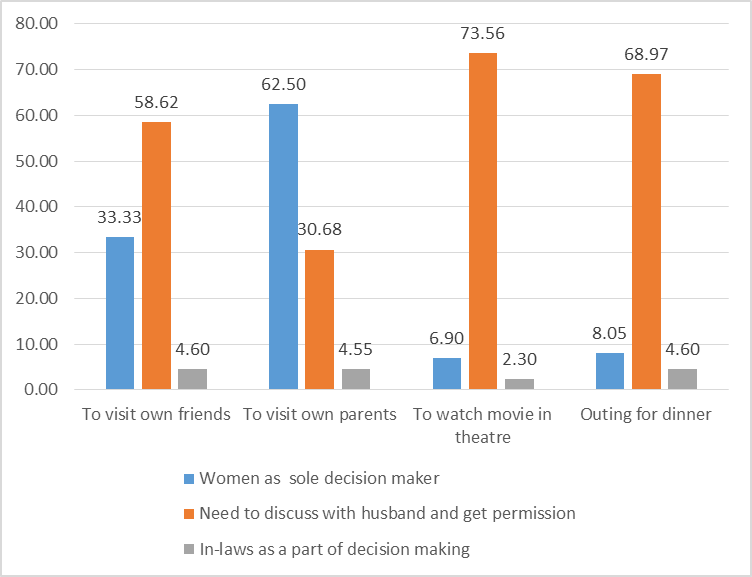 80.00
70.00
60.00
50.00
40.00
30.00
20.00
10.00
0.00
33.33
58.62
4.60
62.50
30.68
4.55
6.90
73.56
2.30
8.05
68.97
4.60
To visit own friends
To visit own parents
To watch movie in
theatre
Outing for dinner
Women as  sole decision maker
Need to discuss with husband and get permission
In-laws as a part of decision making